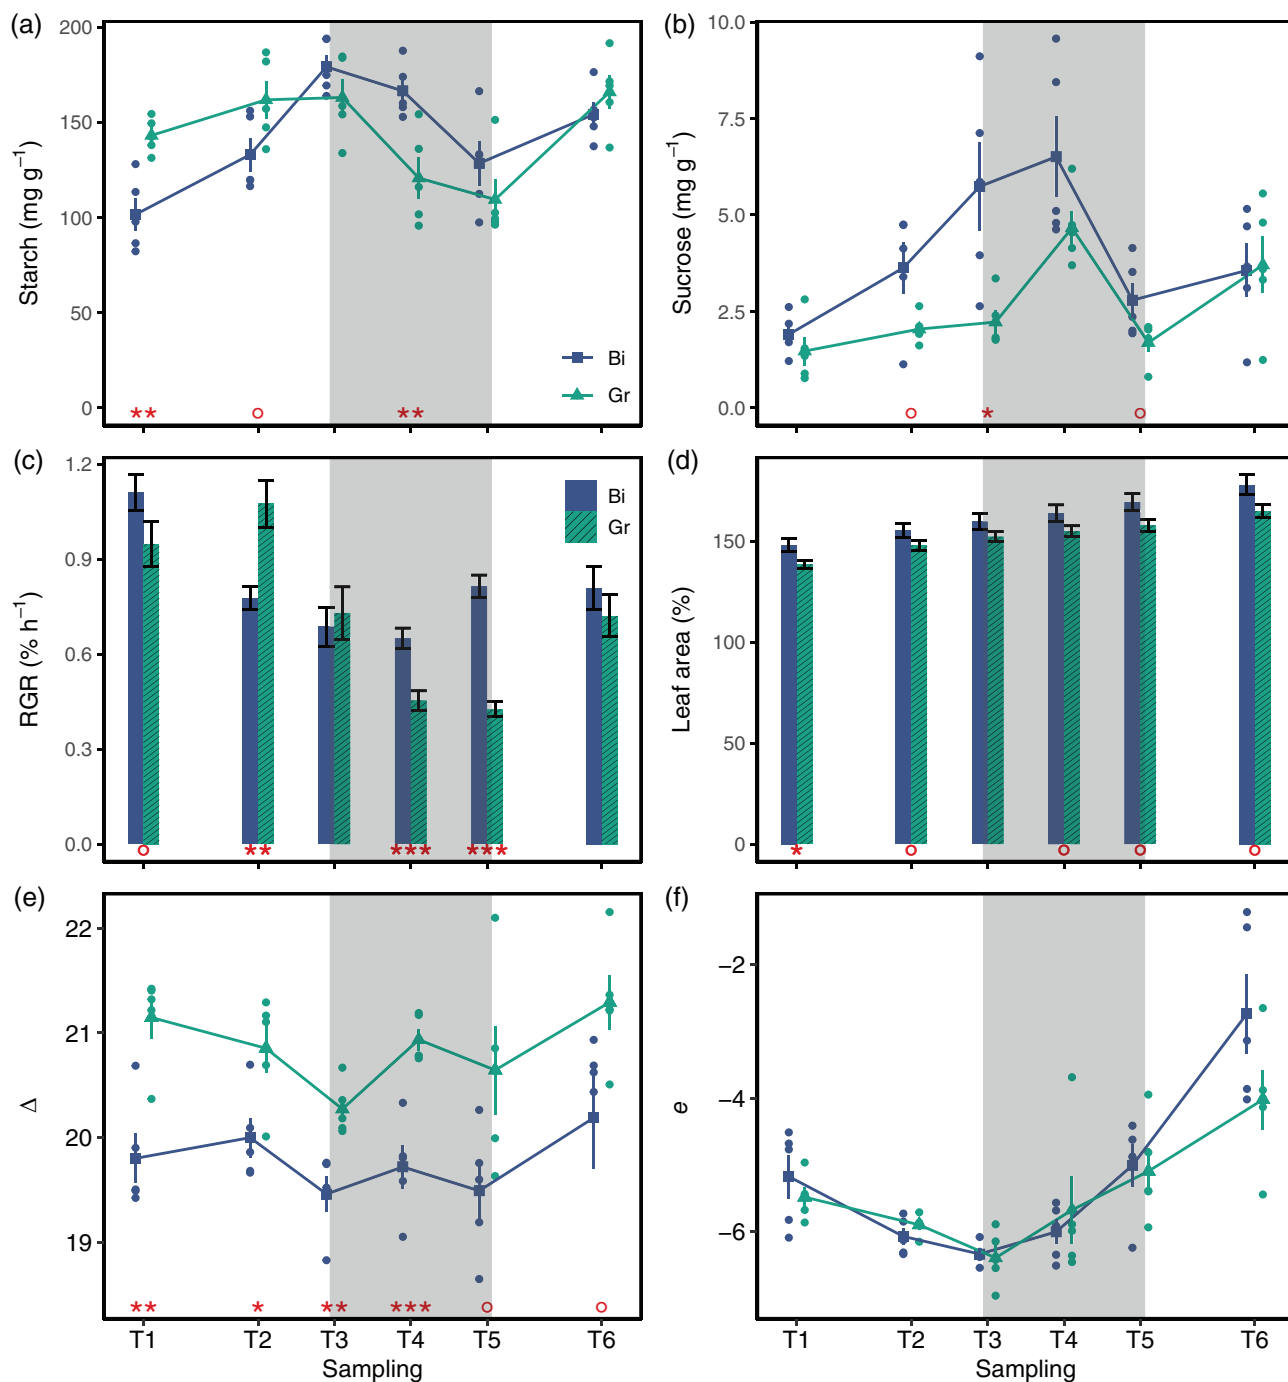 (a)
Starch (mg g⁻¹)
200
150
100
50
0
Bi
Gr
** ○ **
(b)
Sucrose (mg g⁻¹)
10.0
7.5
5.0
2.5
0.0
○ * ○
(c)
RGR (% h⁻¹)
1.2
0.9
0.6
0.3
0.0
Bi
Gr
○ ** *** ***
(d)
Leaf area (%)
150
100
50
0
* ○ ○ ○ ○
(e)
Δ
22
21
20
19
** * ** *** ○ ○
T1 T2 T3 T4 T5 T6
Sampling
(f)
e
−2
−4
−6
T1 T2 T3 T4 T5 T6
Sampling